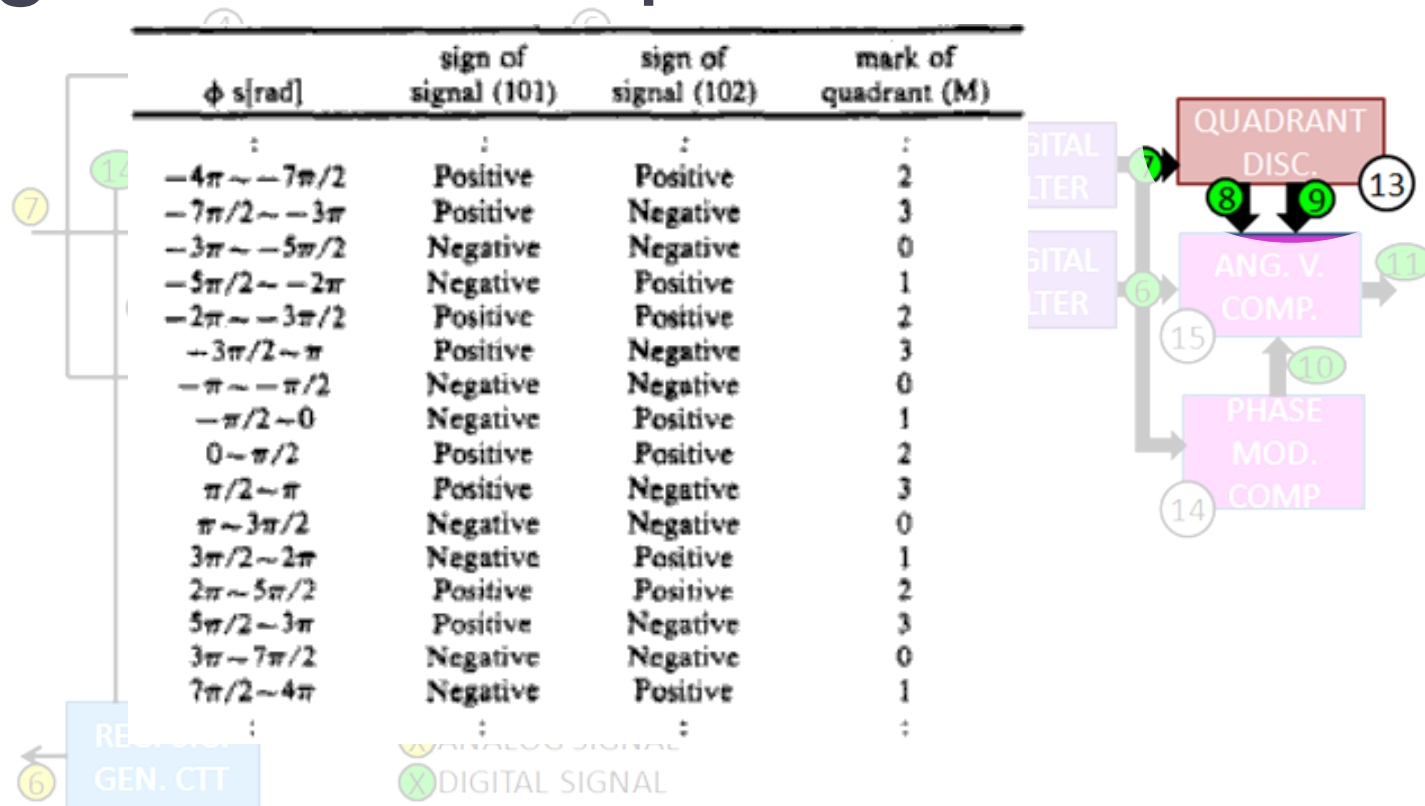 sign of sign of mark of
ϕ s[rad] signal (101) signal (102) quadrant (M)
: : : :
−4π ~ −7π/2 Positive Positive 2
−7π/2 ~ −3π Positive Negative 3
−3π ~ −5π/2 Negative Negative 0
−5π/2 ~ −2π Negative Positive 1
−2π ~ −3π/2 Positive Positive 2
−3π/2 ~ π Positive Negative 3
−π ~ −π/2 Negative Negative 0
−π/2 ~ 0 Negative Positive 1
0 ~ π/2 Positive Positive 2
π/2 ~ π Positive Negative 3
π ~ 3π/2 Negative Negative 0
3π/2 ~ 2π Negative Positive 1
2π ~ 5π/2 Positive Positive 2
5π/2 ~ 3π Positive Negative 3
3π ~ 7π/2 Negative Negative 0
7π/2 ~ 4π Negative Positive 1
: : : :
14
7
QUADRANT
DISC.
13
7
8
9
GITAL
LTER
GITAL
LTER
6
ANG. V.
COMP.
15
11
10
PHASE
MOD.
COMP
14
GEN. CTT
6
X ANALOG SIGNAL
X DIGITAL SIGNAL